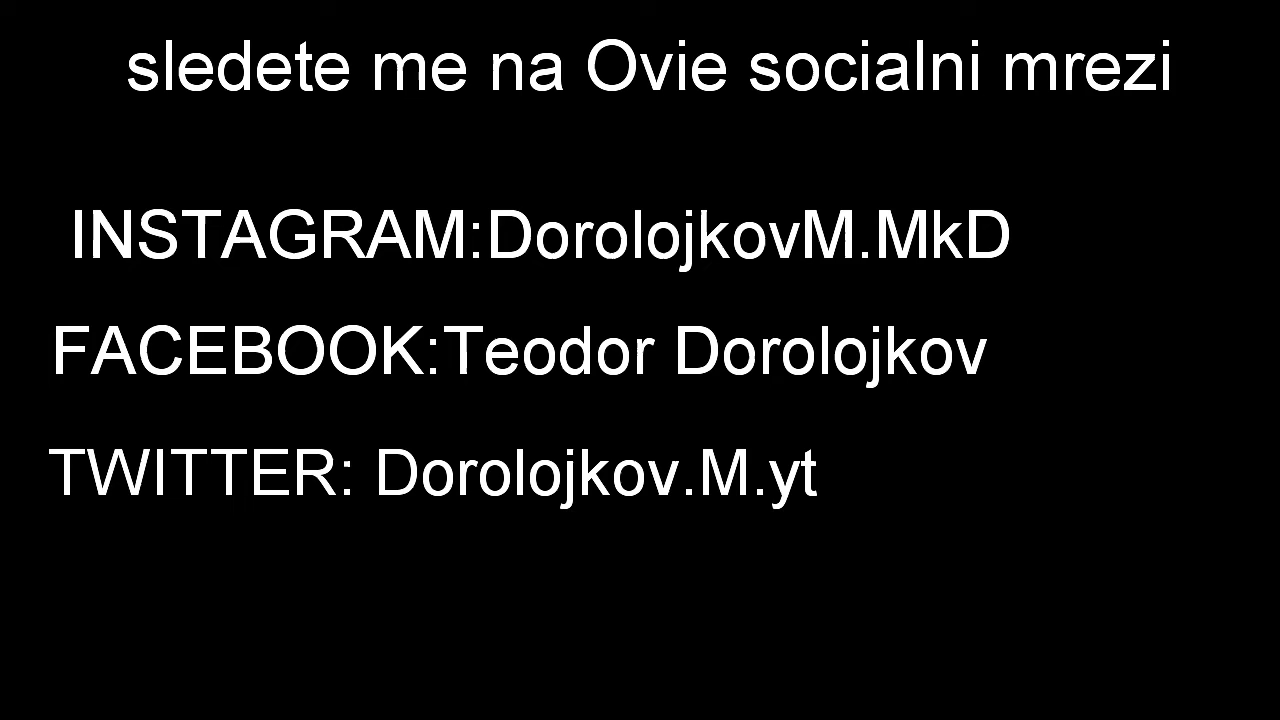 sledete me na Ovie socialni mrezi
INSTAGRAM:DorolojkovM.MkD
FACEBOOK:Teodor Dorolojkov
TWITTER: Dorolojkov.M.yt